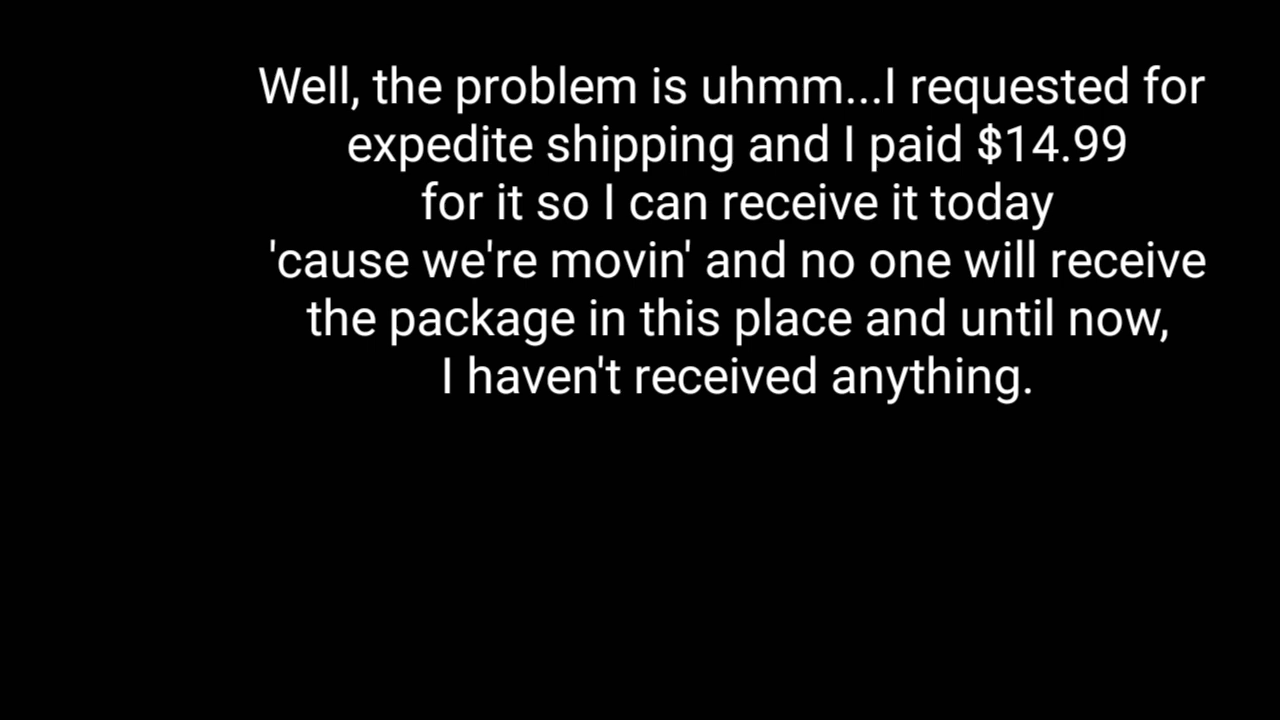 Well, the problem is uhmm...I requested for
expedite shipping and I paid $14.99
for it so I can receive it today
'cause we're movin' and no one will receive
the package in this place and until now,
I haven't received anything.